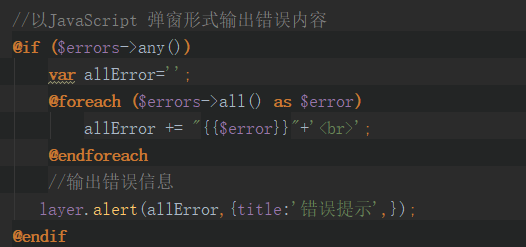 //以JavaScript 弹窗形式输出错误内容
@if ($errors->any())
var allError='';
@foreach ($errors->all() as $error)
allError += "{{$error}}"+'<br>';
@endforeach
//输出错误信息
layer.alert(allError,{title:'错误提示',});
@endif